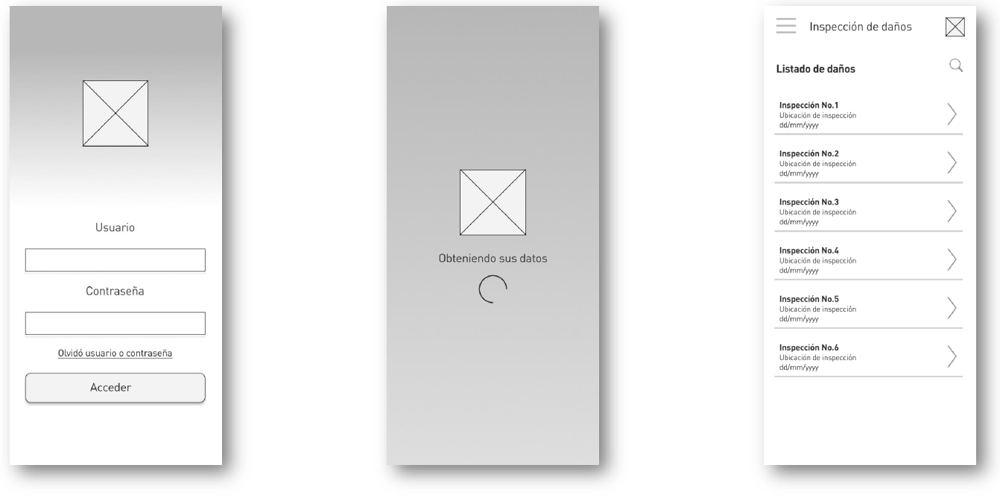 Usuario
Contraseña
Olvidó usuario o contraseña
Acceder
Obteniendo sus datos
Inspección de daños
Listado de daños
Inspección No.1
Ubicación de inspección
dd/mm/yyyy
Inspección No.2
Ubicación de inspección
dd/mm/yyyy
Inspección No.3
Ubicación de inspección
dd/mm/yyyy
Inspección No.4
Ubicación de inspección
dd/mm/yyyy
Inspección No.5
Ubicación de inspección
dd/mm/yyyy
Inspección No.6
Ubicación de inspección
dd/mm/yyyy